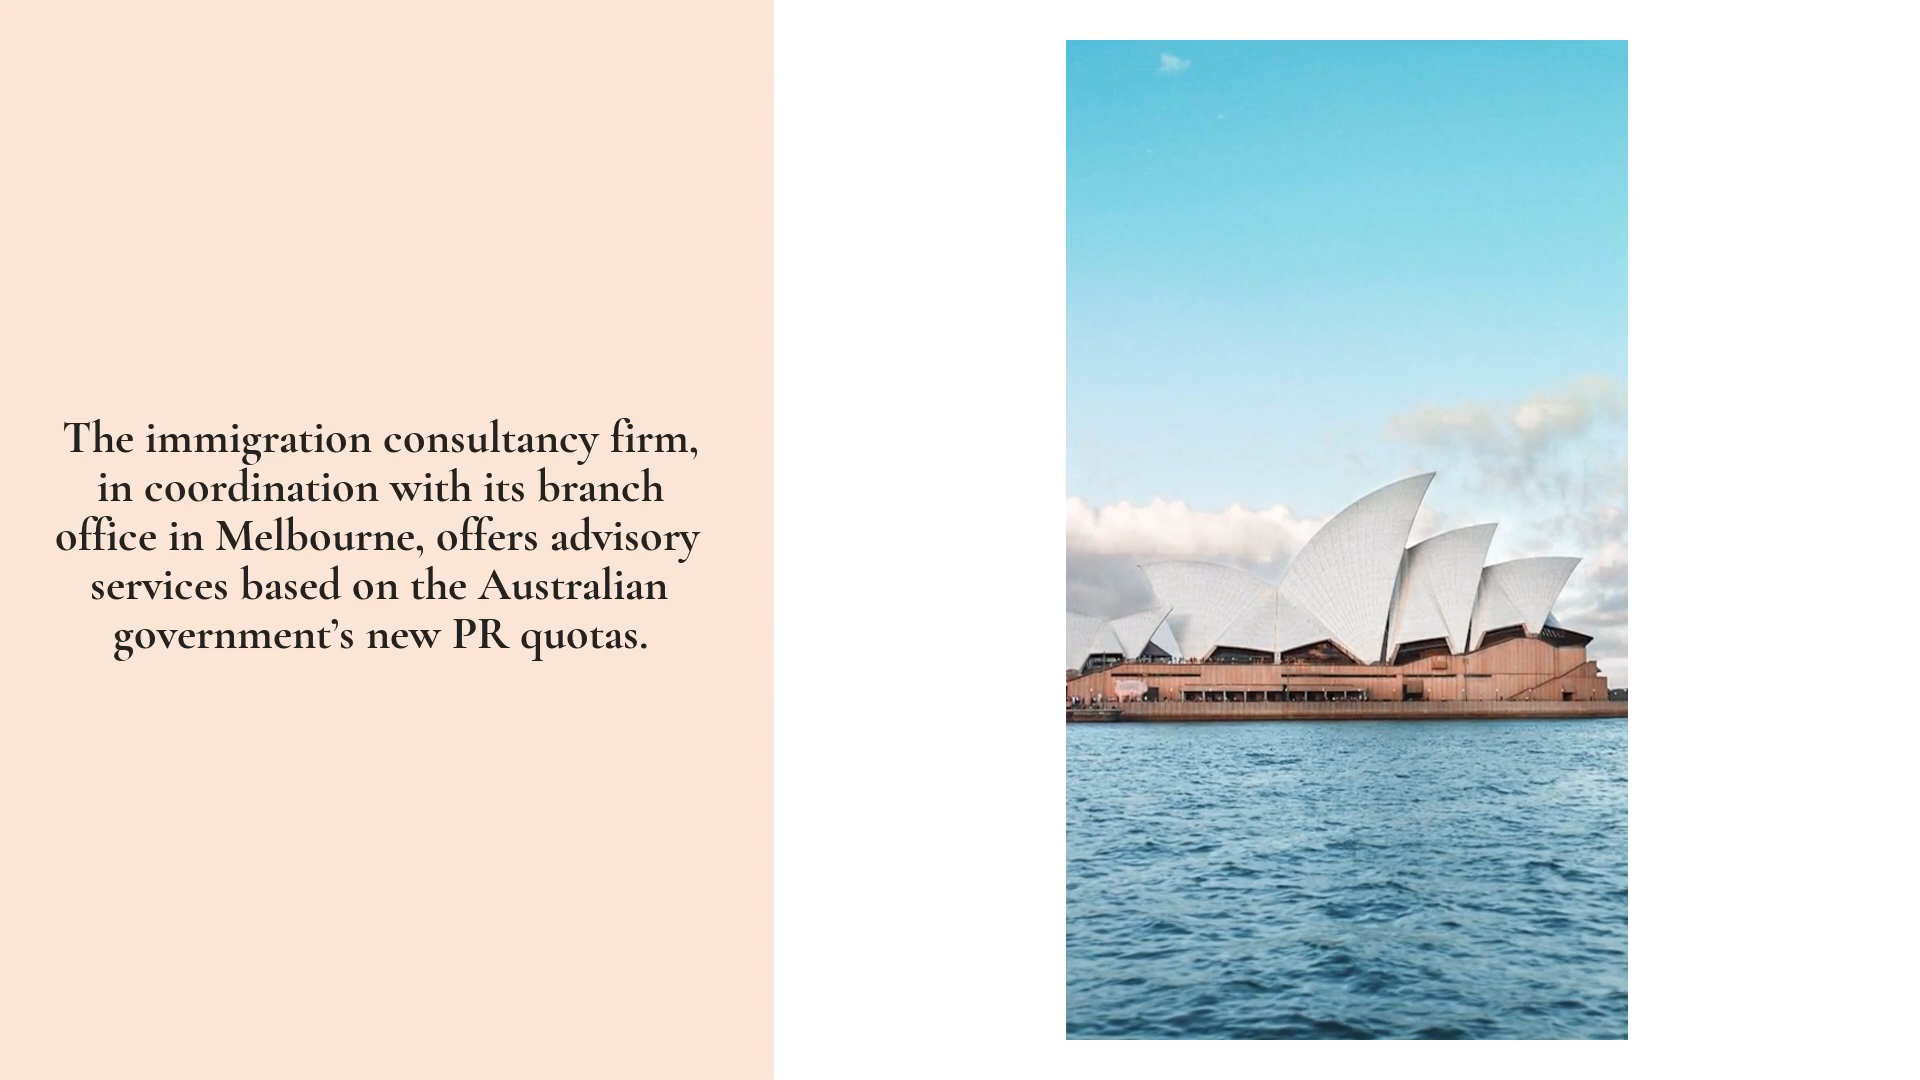 The immigration consultancy firm,
in coordination with its branch
office in Melbourne, offers advisory
services based on the Australian
government’s new PR quotas.